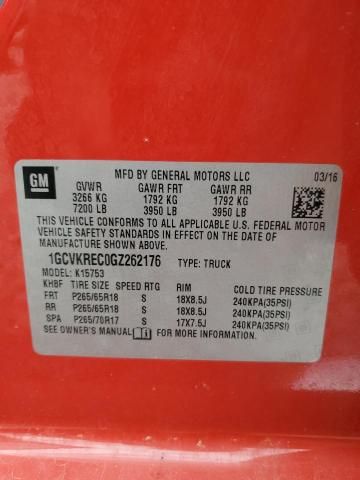 GM
MFD BY GENERAL MOTORS LLC 03/16
GVWR GAWR FRT GAWR RR
3266 KG 1792 KG 1792 KG
7200 LB 3950 LB 3950 LB
THIS VEHICLE CONFORMS TO ALL APPLICABLE U.S. FEDERAL MOTOR
VEHICLE SAFETY STANDARDS IN EFFECT ON THE DATE OF
MANUFACTURE SHOWN ABOVE.
1GCVKREC0GZ262176 TYPE: TRUCK
MODEL: K15753
KHBF TIRE SIZE SPEED RTG RIM COLD TIRE PRESSURE
FRT P265/65R18 S 18X8.5J 240KPA(35PSI)
RR P265/65R18 S 18X8.5J 240KPA(35PSI)
SPA P265/70R17 S 17X7.5J 240KPA(35PSI)
SEE OWNER'S MANUAL FOR MORE INFORMATION.